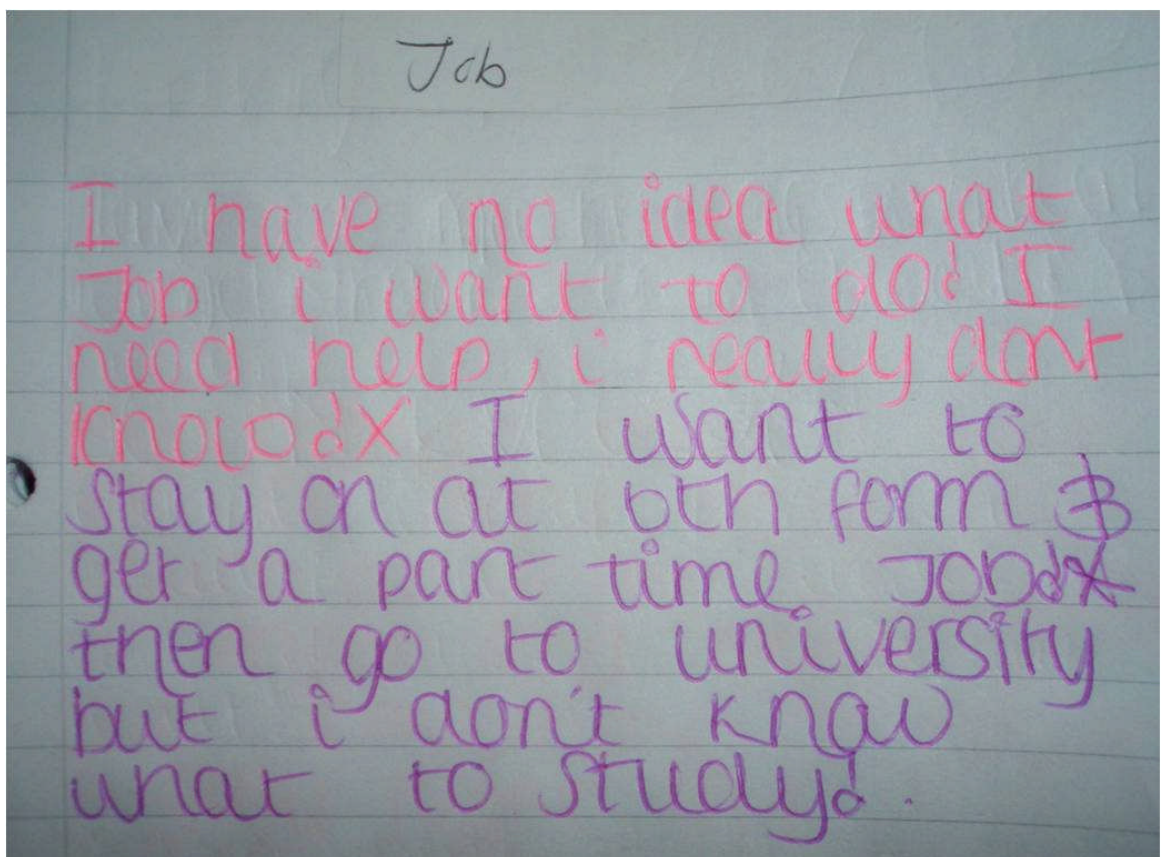 Job
I have no idea what
Job i want to do! I
need help, i really dont
know!X I want to
stay on at 6th form &
get a part time Job!X
then go to university
but i don't know
what to study! .